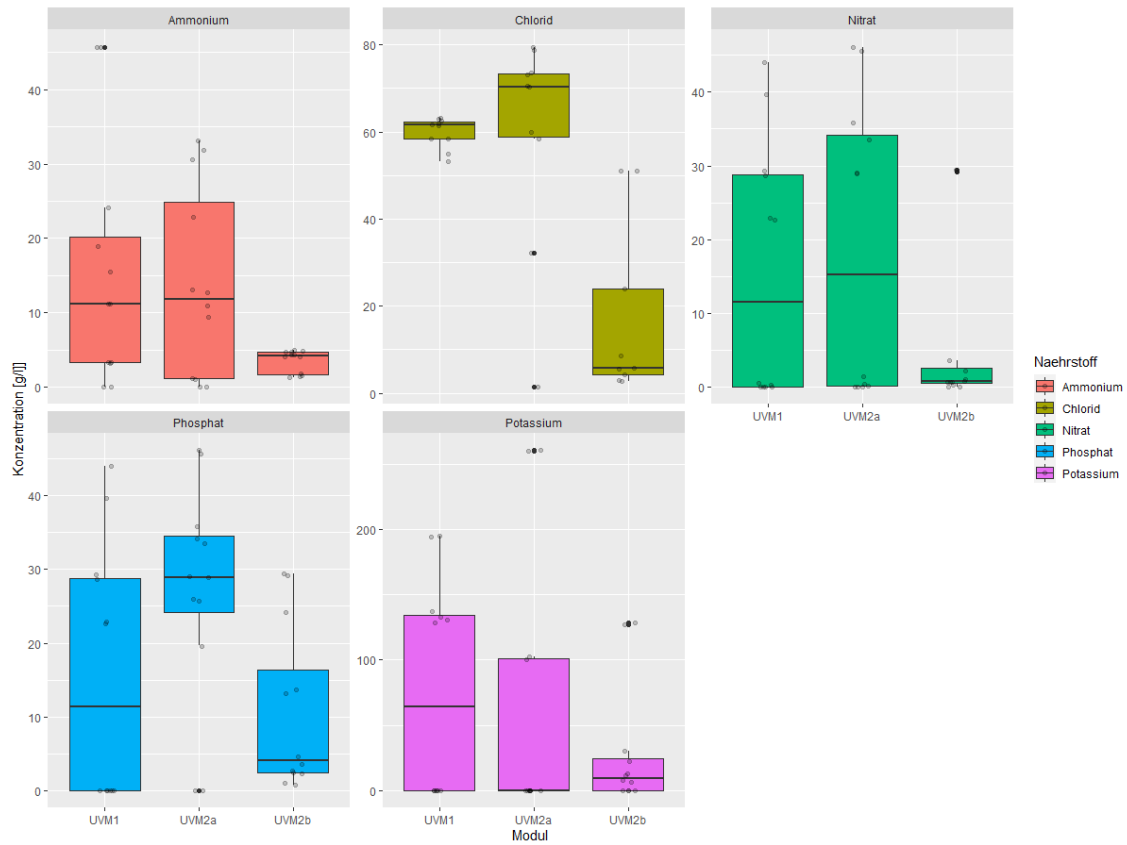 Ammonium Chlorid Nitrat
40
30
20
10
0
80
60
40
20
0
40
30
20
10
0
UVM1 UVM2a UVM2b
Konzentration [g/l]]
Naehrstoff
Ammonium
Chlorid
Nitrat
Phosphat
Potassium
Phosphat Potassium
40
30
20
10
0
200
100
0
UVM1 UVM2a UVM2b UVM1 UVM2a UVM2b
Modul